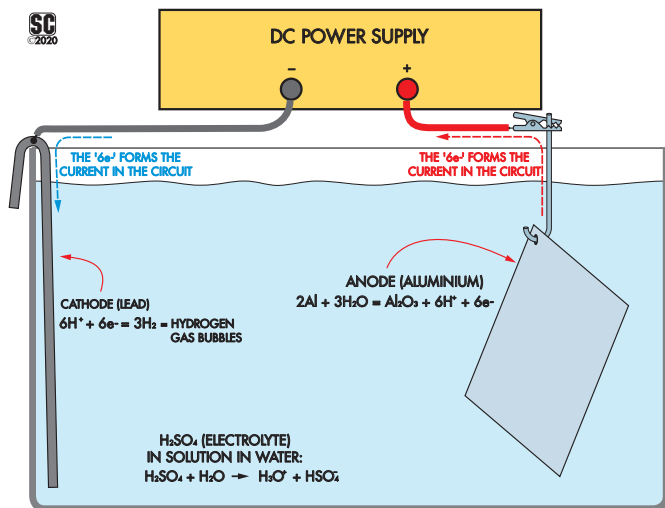 SC
©2020
DC POWER SUPPLY
– +
THE '6e-' FORMS THE
CURRENT IN THE CIRCUIT
THE '6e-' FORMS THE
CURRENT IN THE CIRCUIT
ANODE (ALUMINIUM)
2Al + 3H₂O = Al₂O₃ + 6H⁺ + 6e-
CATHODE (LEAD)
6H⁺ + 6e- = 3H₂ = HYDROGEN
GAS BUBBLES
H₂SO₄ (ELECTROLYTE)
IN SOLUTION IN WATER:
H₂SO₄ + H₂O → H₃O⁺ + HSO₄⁻